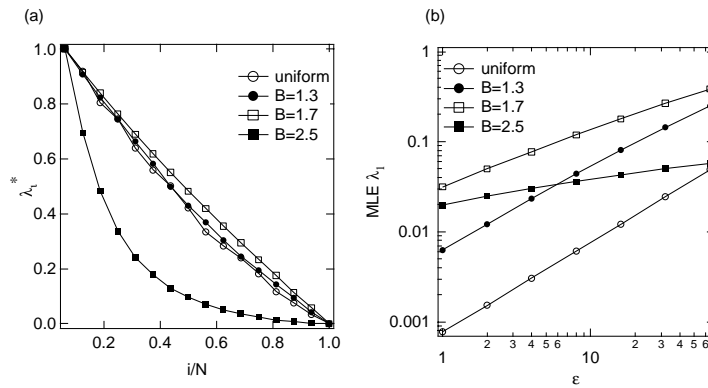 (a)
1.0
0.8
0.6
0.4
0.2
0.0
λi*
uniform
B=1.3
B=1.7
B=2.5
0.2 0.4 0.6 0.8 1.0
i/N
(b)
1
0.1
0.01
0.001
MLE λ1
uniform
B=1.3
B=1.7
B=2.5
1 2 3 4 5 6 10 2 3 4 5 6
ε